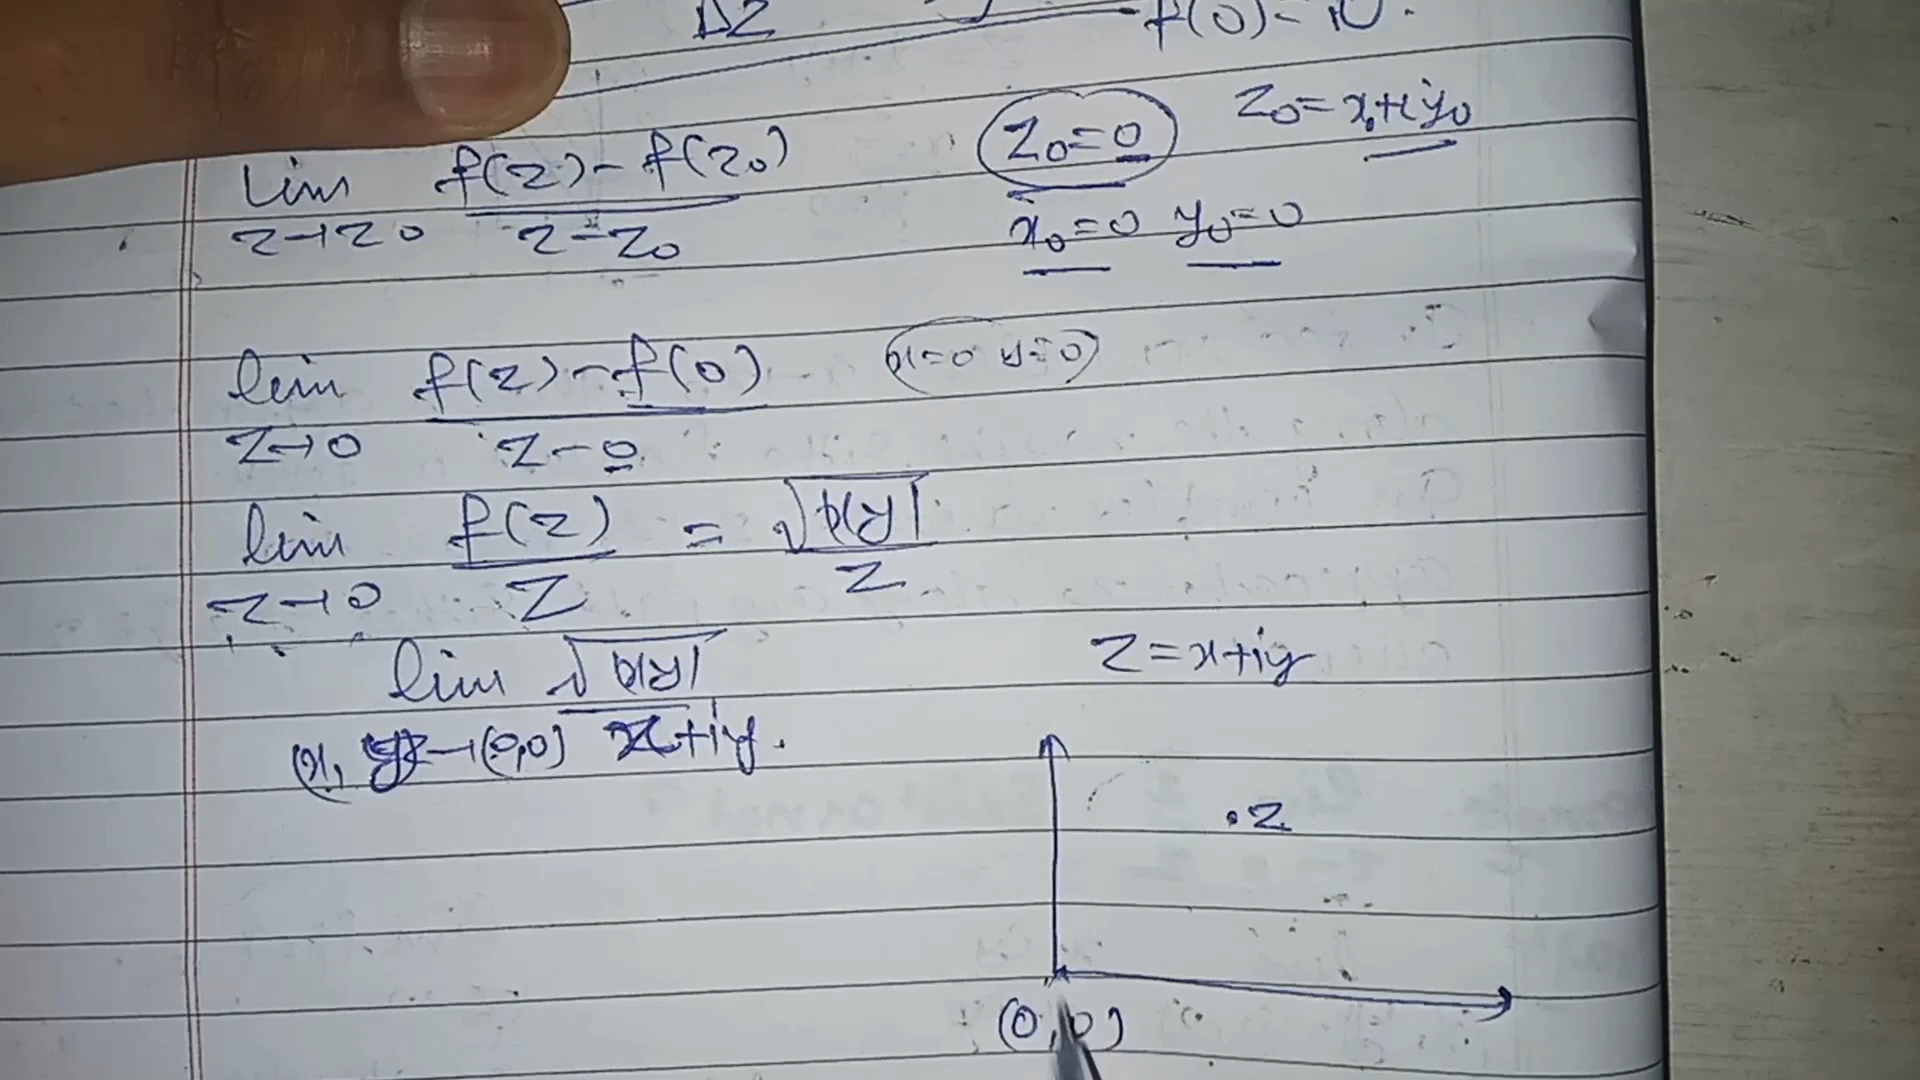 ΔZ f(0)=0.
lim f(z)-f(z0) Z0=0 Z0=x0+iy0
z→z0 z-z0 x0=0 y0=0
lim f(z)-f(0) (x=0 y=0)
z→0 z-0
lim f(z) = √|xy|
z→0 z z
lim √|xy| z=x+iy
(x, y)→(0,0) x+iy.
.z
(0,0)